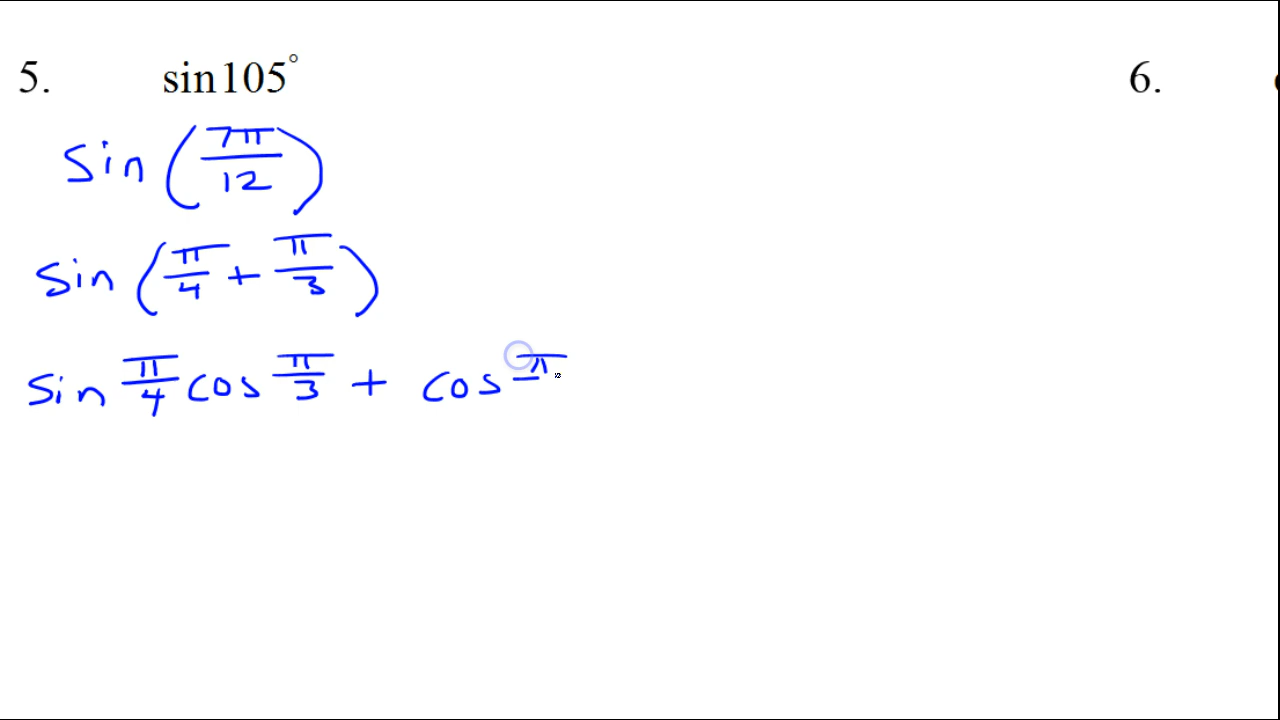 5. sin105° 6.
sin(7π/12)
sin(π/4 + π/3)
sin π/4 cos π/3 + cos π